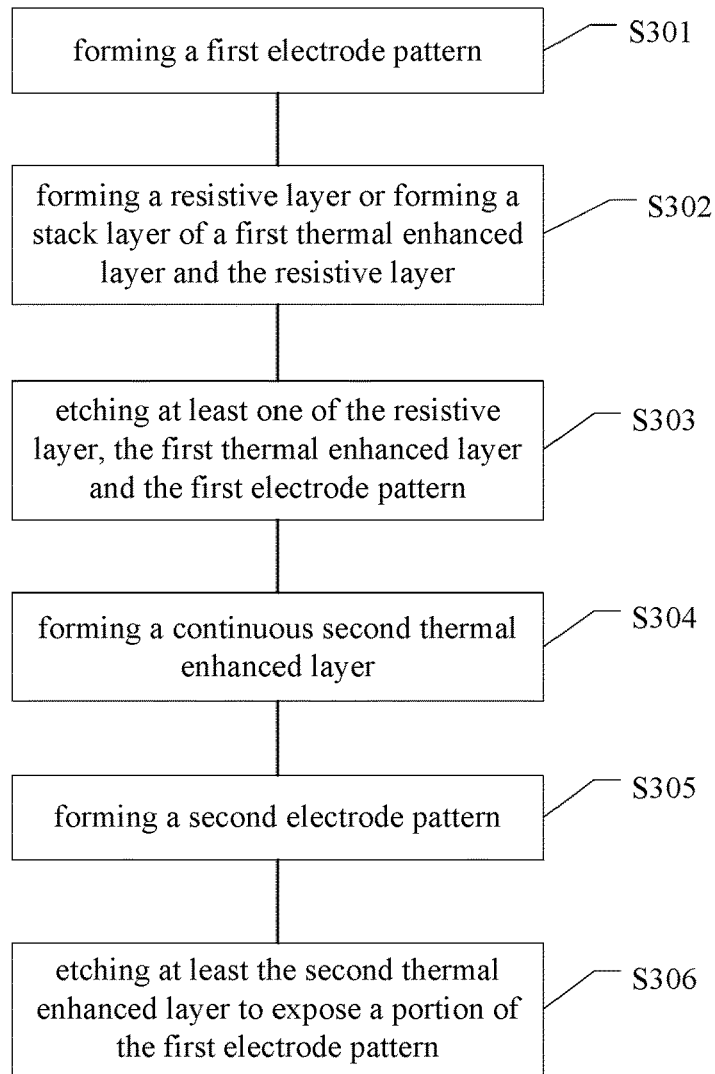 forming a first electrode pattern
S301
forming a resistive layer or forming a
stack layer of a first thermal enhanced
layer and the resistive layer
S302
etching at least one of the resistive
layer, the first thermal enhanced layer
and the first electrode pattern
S303
forming a continuous second thermal
enhanced layer
S304
forming a second electrode pattern
S305
etching at least the second thermal
enhanced layer to expose a portion of
the first electrode pattern
S306